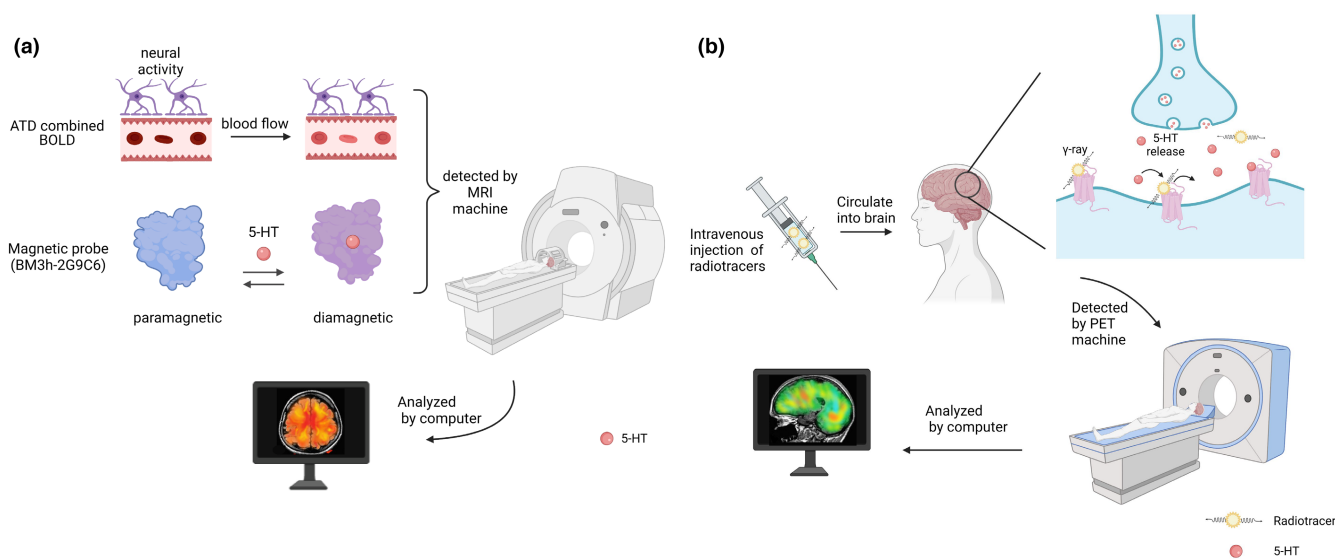 (a)
neural
activity
ATD combined
BOLD
blood flow
Magnetic probe
(BM3h-2G9C6)
5-HT
paramagnetic
diamagnetic
detected by
MRI
machine
Analyzed
by computer
5-HT
(b)
Intravenous
injection of
radiotracers
Circulate
into brain
γ-ray
5-HT
release
Detected
by PET
machine
Analyzed
by computer
Radiotracer
5-HT